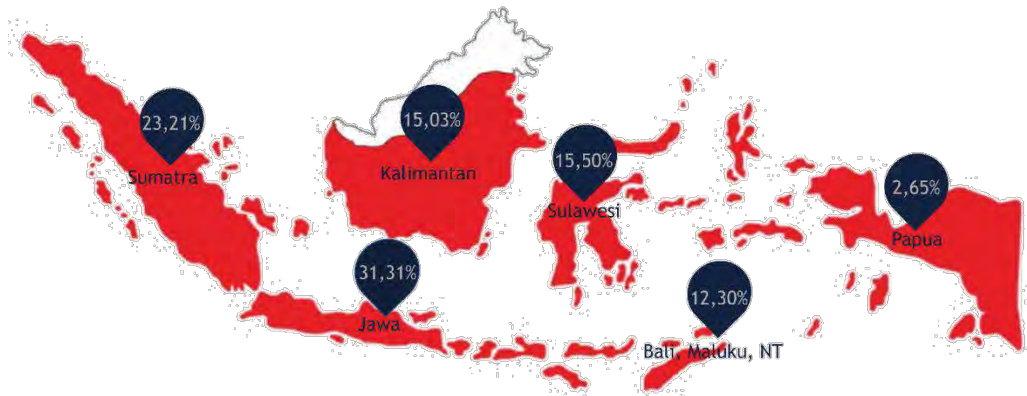 23,21%
Sumatra
15,03%
Kalimantan
15,50%
Sulawesi
2,65%
Papua
31,31%
Jawa
12,30%
Bali, Maluku, NT